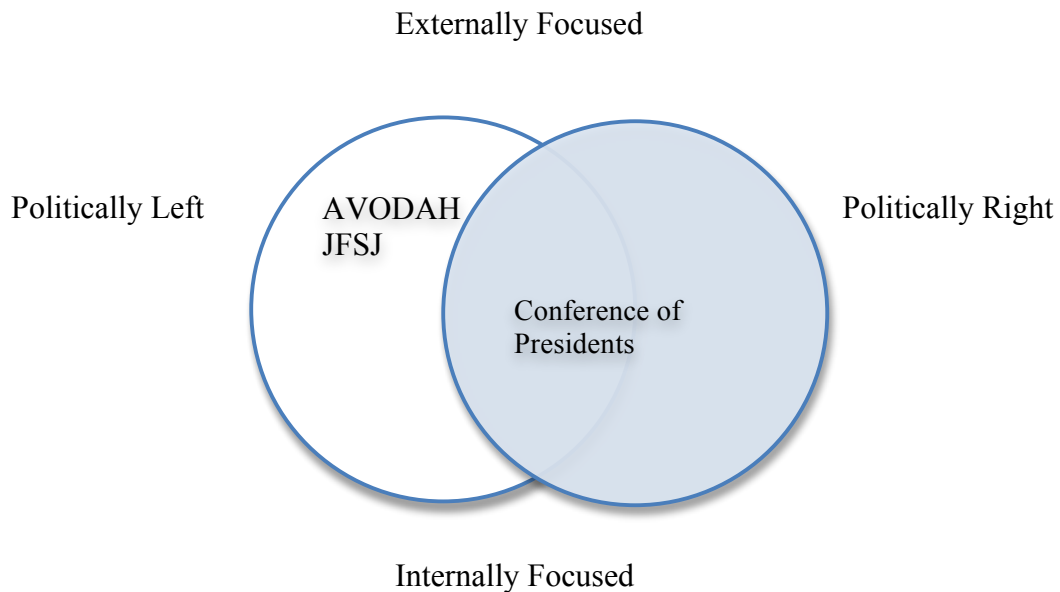 Externally Focused
Politically Left
AVODAH
JFSJ
Politically Right
Conference of
Presidents
Internally Focused